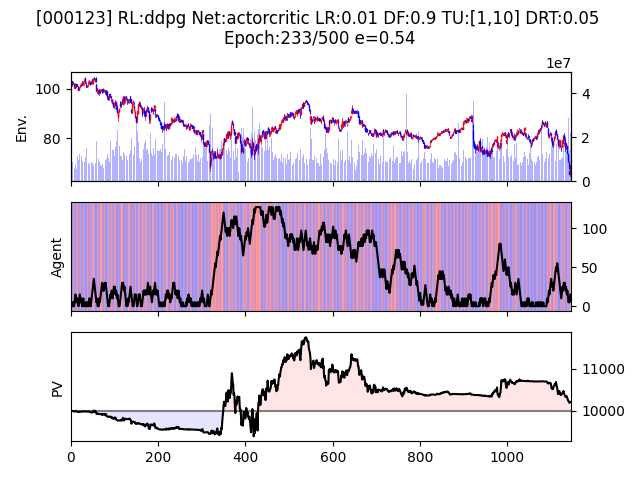 [000123] RL:ddpg Net:actorcritic LR:0.01 DF:0.9 TU:[1,10] DRT:0.05
Epoch:233/500 e=0.54
1e7
Env.
100
80
4
2
0
Agent
100
50
0
PV
11000
10000
0 200 400 600 800 1000